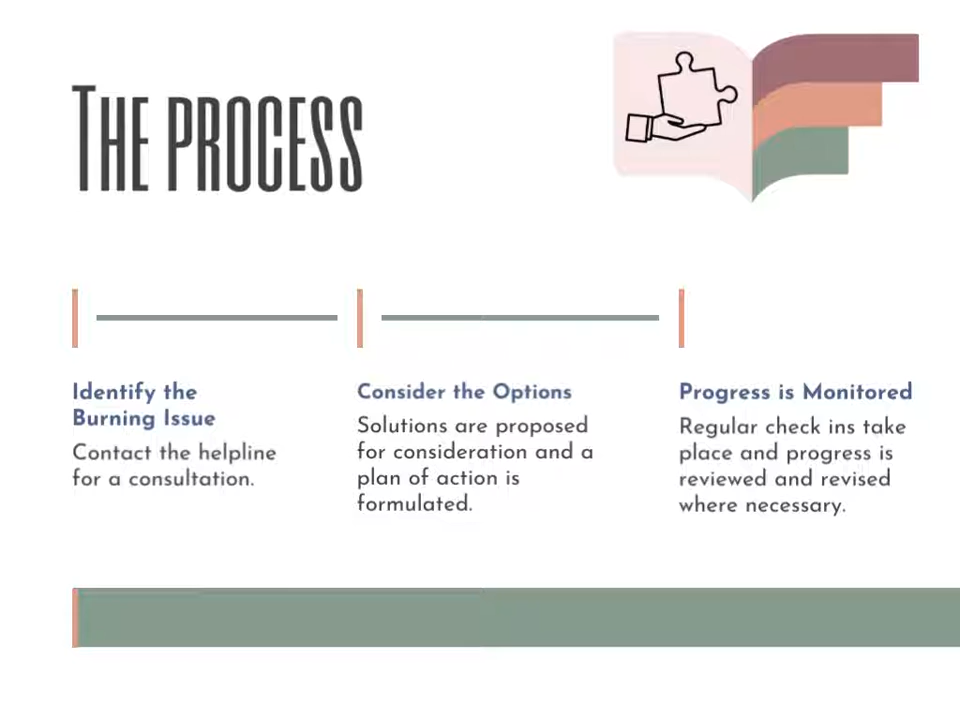 The process
Identify the
Burning Issue
Contact the helpline
for a consultation.
Consider the Options
Solutions are proposed
for consideration and a
plan of action is
formulated.
Progress is Monitored
Regular check ins take
place and progress is
reviewed and revised
where necessary.